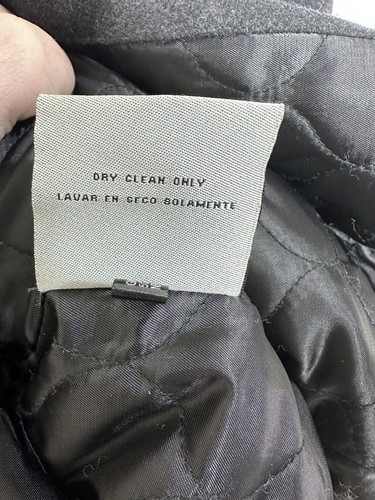 DRY CLEAN ONLY
LAVAR EN SECO SOLAMENTE